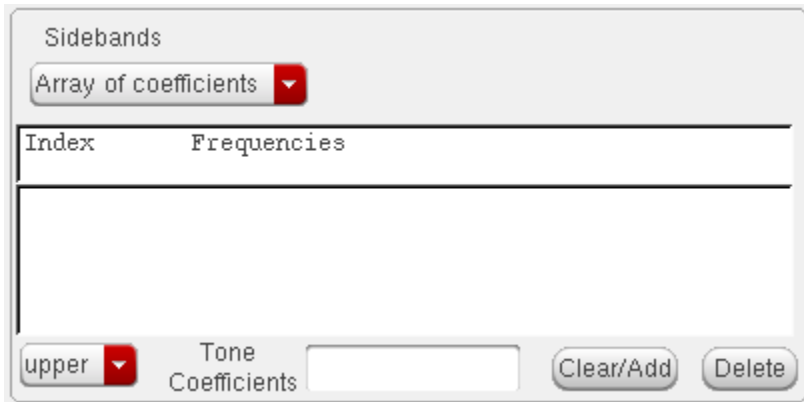 Sidebands
Array of coefficients
Index Frequencies
upper Tone Coefficients Clear/Add Delete